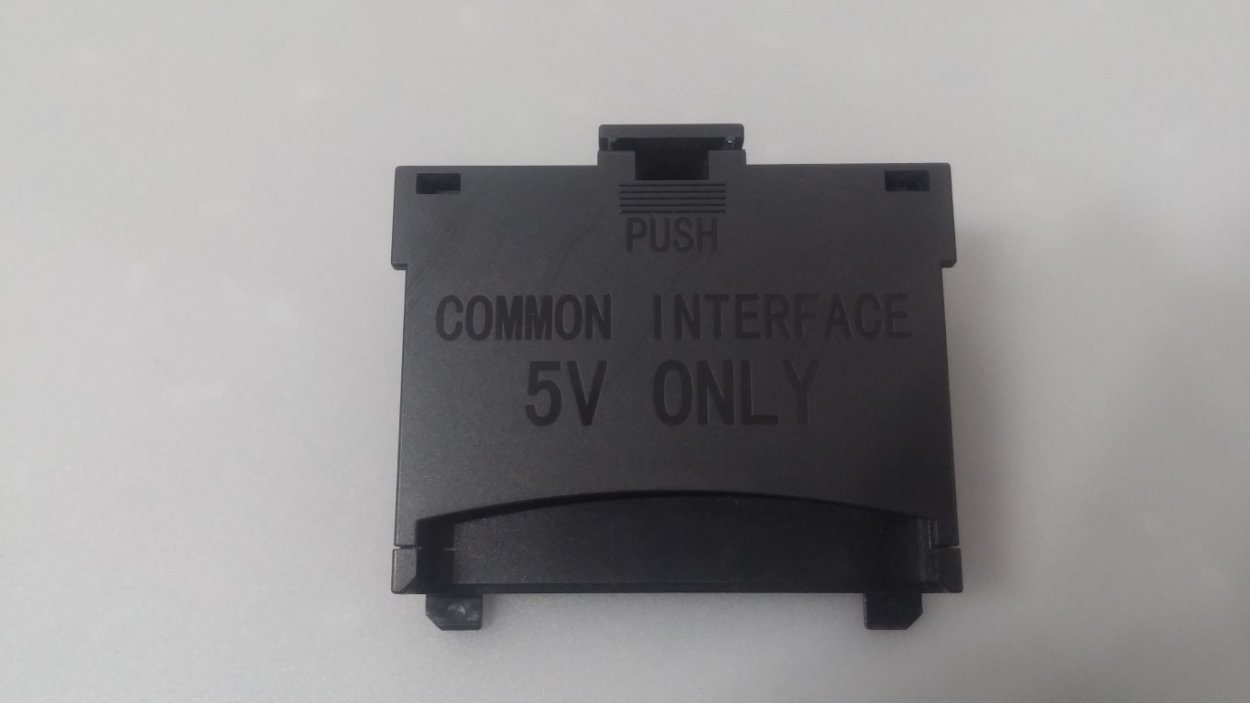 PUSH
COMMON INTERFACE
5V ONLY